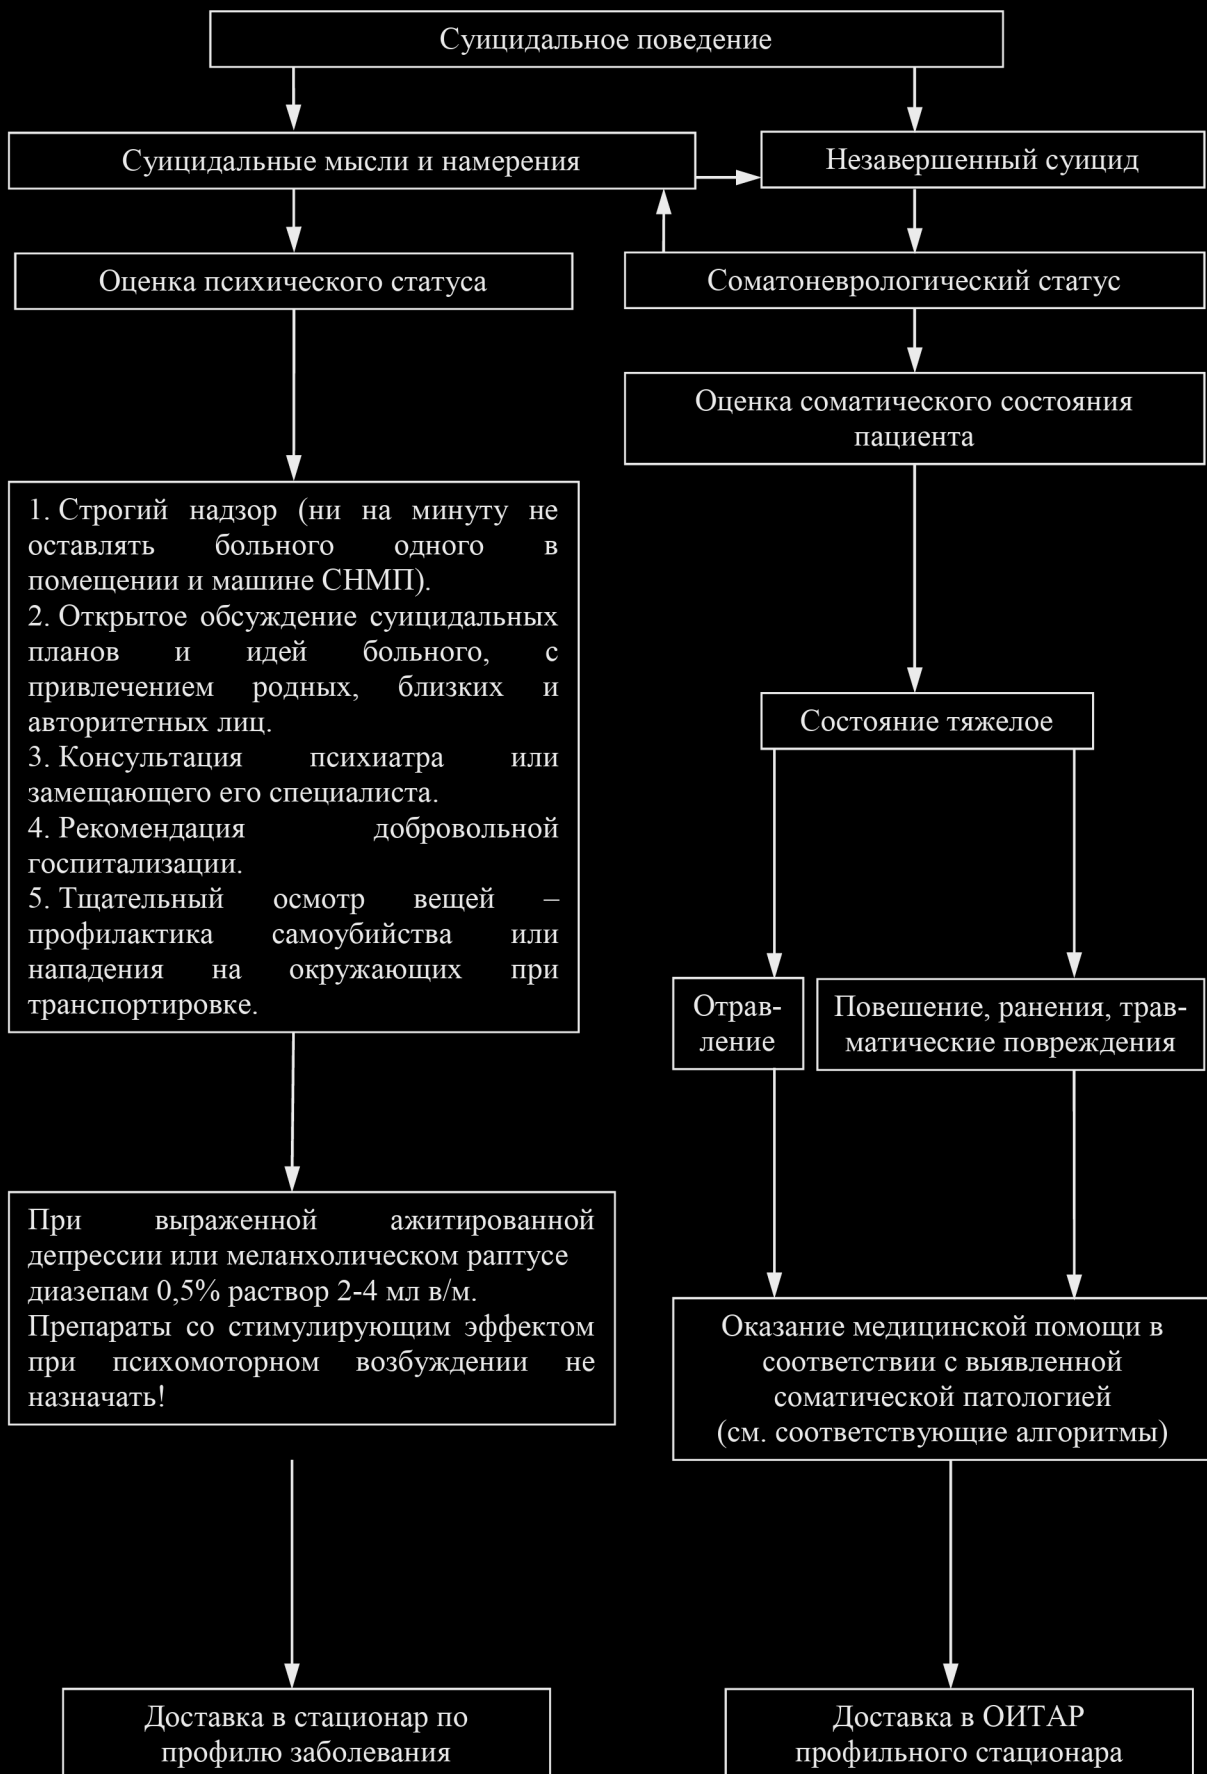 Суицидальное поведение
Суицидальные мысли и намерения
Незавершенный суицид
Оценка психического статуса
Соматоневрологический статус
Оценка соматического состояния
пациента
1. Строгий надзор (ни на минуту не
оставлять больного одного в
помещении и машине СНМП).
2. Открытое обсуждение суицидальных
планов и идей больного, с
привлечением родных, близких и
авторитетных лиц.
3. Консультация психиатра или
замещающего его специалиста.
4. Рекомендация добровольной
госпитализации.
5. Тщательный осмотр вещей –
профилактика самоубийства или
нападения на окружающих при
транспортировке.
Состояние тяжелое
Отрав-
ление
Повешение, ранения, трав-
матические повреждения
При выраженной ажитированной
депрессии или меланхолическом раптусе
диазепам 0,5% раствор 2-4 мл в/м.
Препараты со стимулирующим эффектом
при психомоторном возбуждении не
назначать!
Оказание медицинской помощи в
соответствии с выявленной
соматической патологией
(см. соответствующие алгоритмы)
Доставка в стационар по
профилю заболевания
Доставка в ОИТАР
профильного стационара